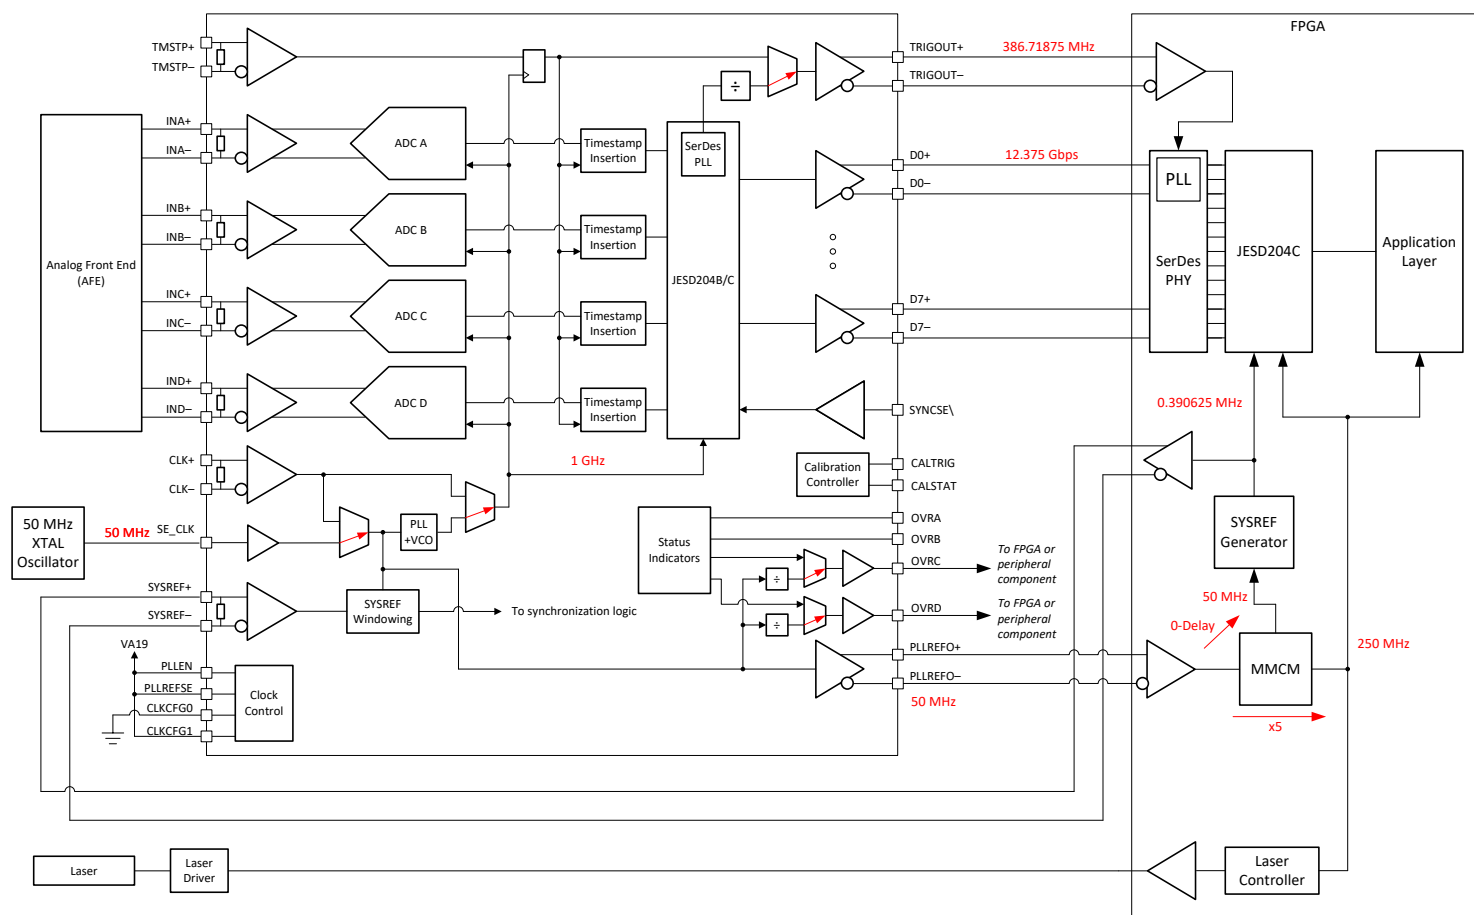 FPGA
TMSTP+
TMSTP–
÷
TRIGOUT+
386.71875 MHz
TRIGOUT–
Analog Front End
(AFE)
INA+
INA–
ADC A
Timestamp
Insertion
SerDes
PLL
D0+
12.375 Gbps
D0–
PLL
INB+
INB–
ADC B
Timestamp
Insertion
JESD204B/C
SerDes
PHY
JESD204C
Application
Layer
INC+
INC–
ADC C
Timestamp
Insertion
D7+
D7–
IND+
IND–
ADC D
Timestamp
Insertion
SYNCSE\
0.390625 MHz
CLK+
CLK–
1 GHz
Calibration
Controller
CALTRIG
CALSTAT
50 MHz
XTAL
Oscillator
50 MHz
SE_CLK
PLL
+VCO
Status
Indicators
OVRA
OVRB
OVRC
OVRD
÷
÷
To FPGA or
peripheral
component
To FPGA or
peripheral
component
SYSREF
Generator
SYSREF+
SYSREF–
SYSREF
Windowing
To synchronization logic
50 MHz
0-Delay
250 MHz
VA19
PLLEN
PLLREFSE
CLKCFG0
CLKCFG1
Clock
Control
PLLREFO+
PLLREFO–
50 MHz
MMCM
x5
Laser
Laser
Driver
Laser
Controller